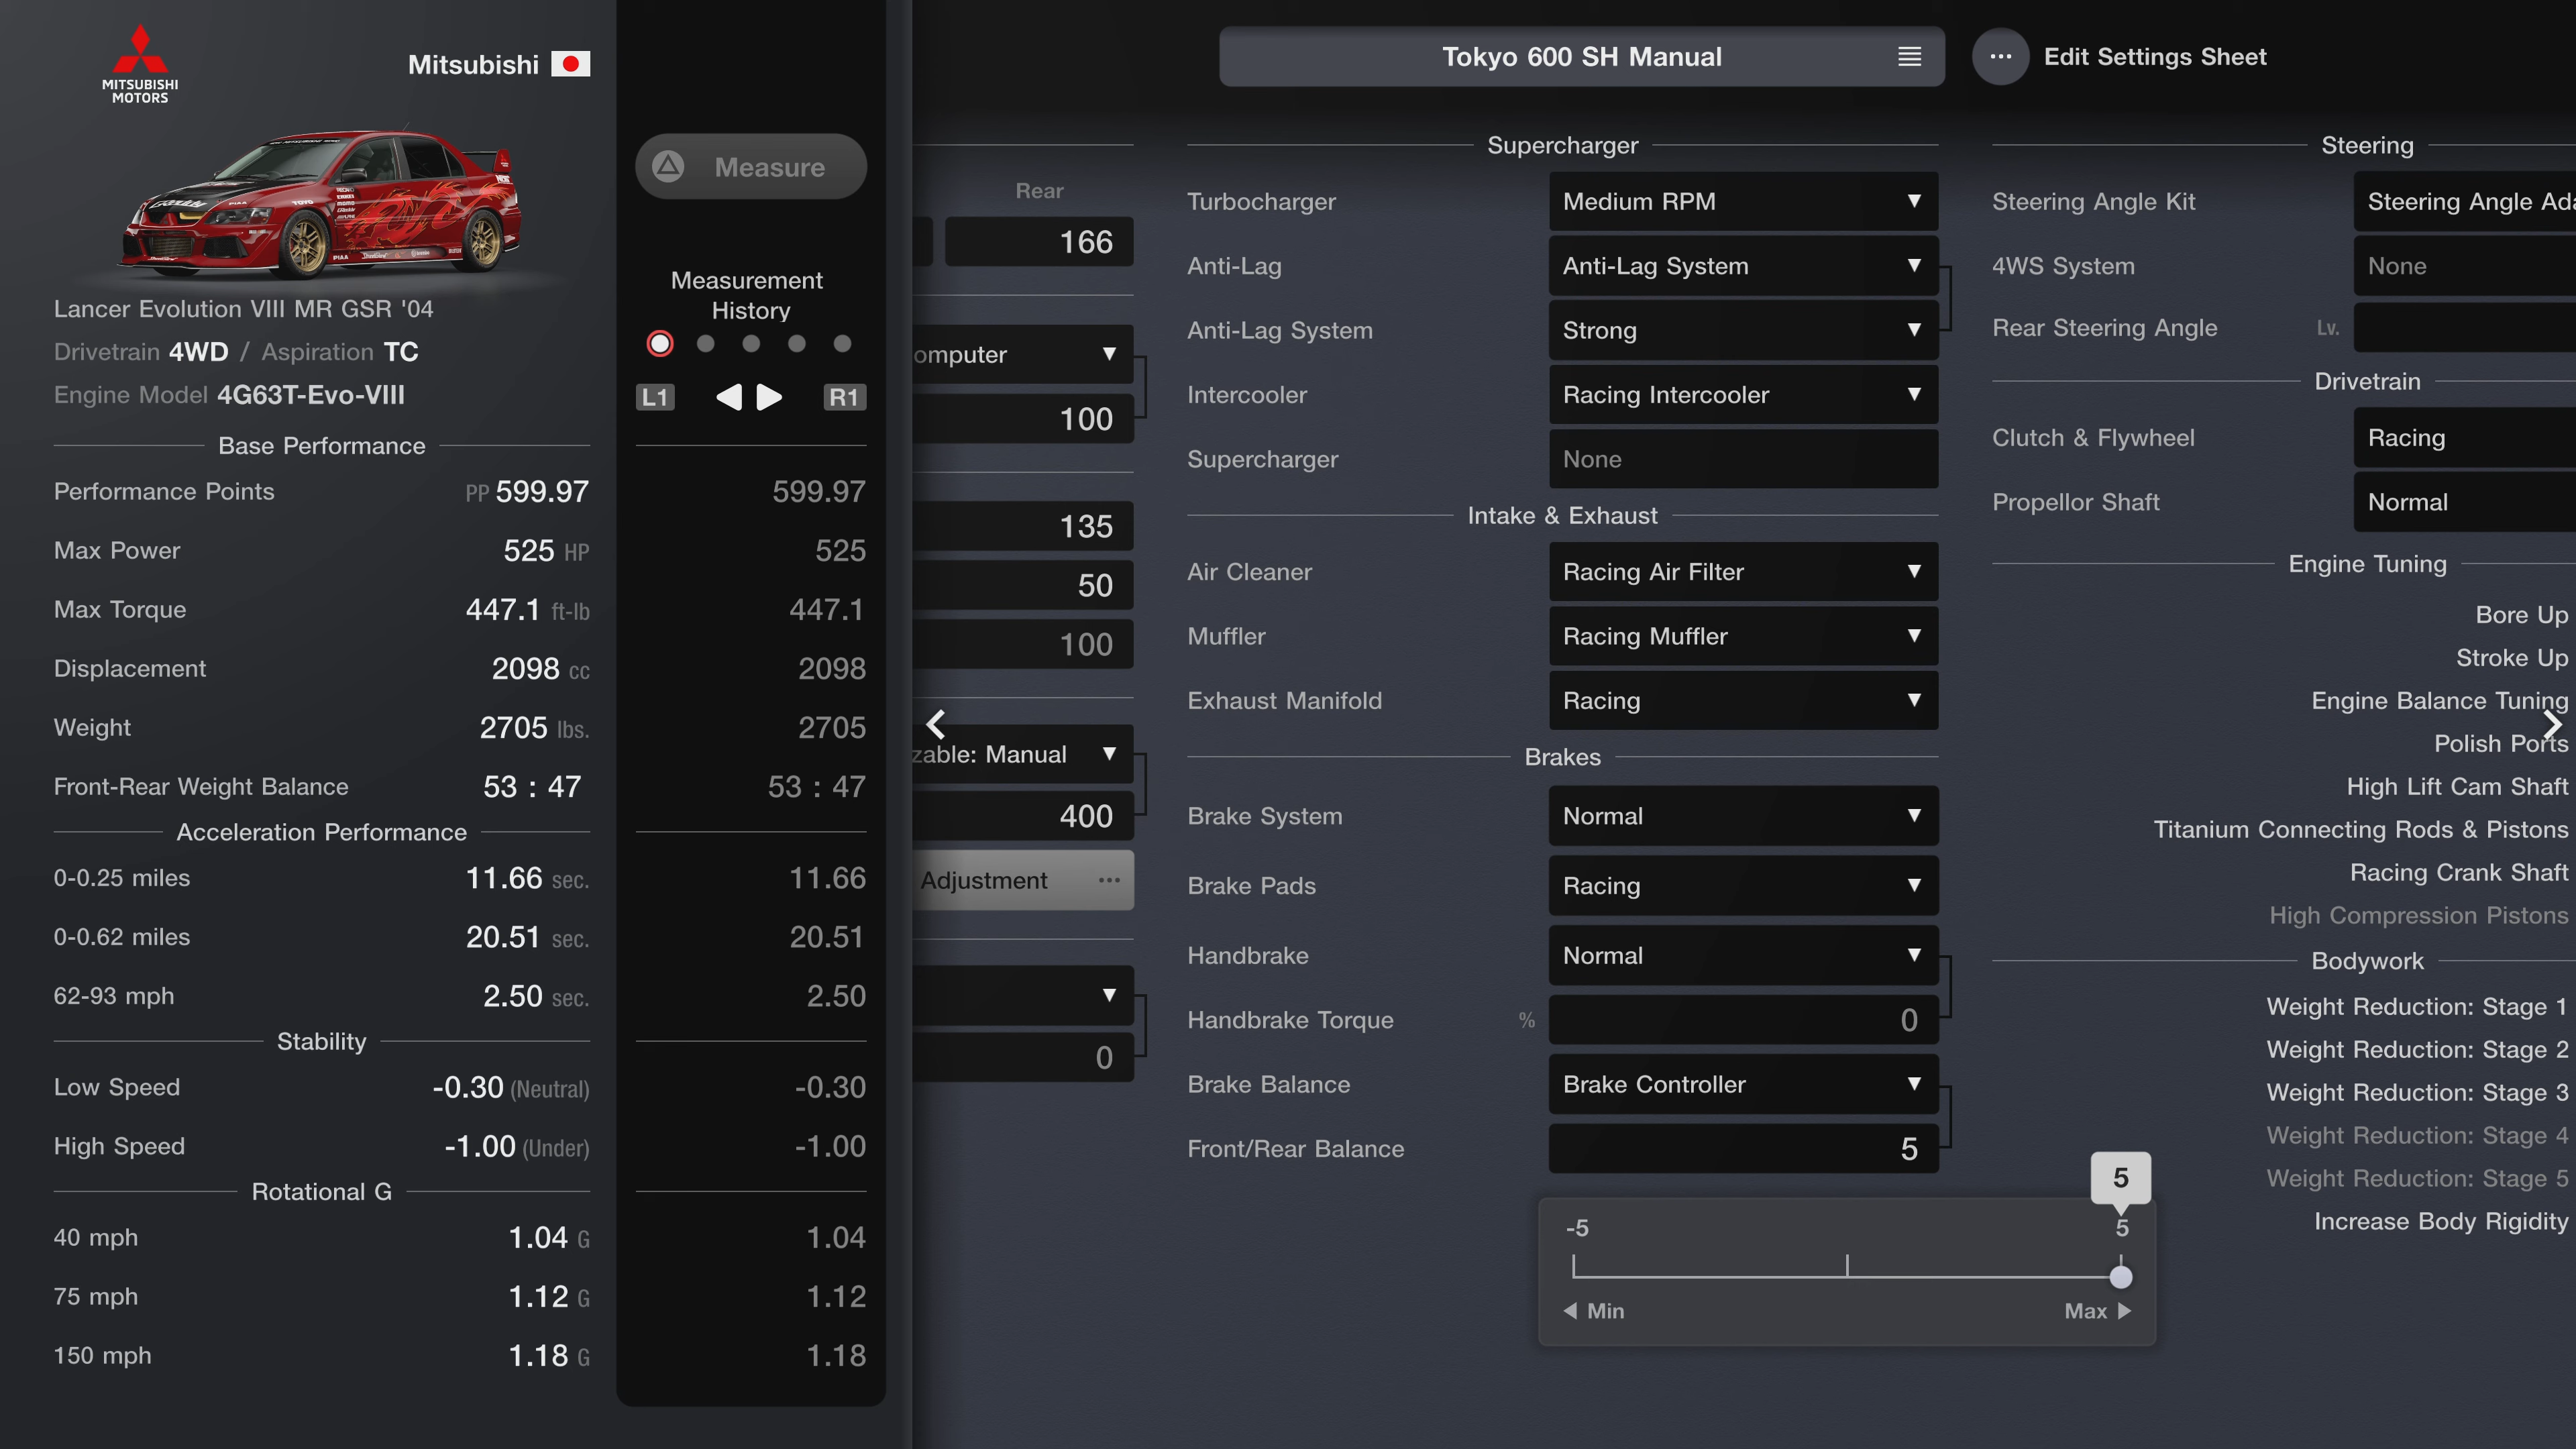 MITSUBISHI
MOTORS
Mitsubishi
Lancer Evolution VIII MR GSR '04
Drivetrain 4WD / Aspiration TC
Engine Model 4G63T-Evo-VIII
Base Performance
Performance Points PP 599.97
Max Power 525 HP
Max Torque 447.1 ft-lb
Displacement 2098 cc
Weight 2705 lbs.
Front-Rear Weight Balance 53 : 47
Acceleration Performance
0-0.25 miles 11.66 sec.
0-0.62 miles 20.51 sec.
62-93 mph 2.50 sec.
Stability
Low Speed -0.30 (Neutral)
High Speed -1.00 (Under)
Rotational G
40 mph 1.04 G
75 mph 1.12 G
150 mph 1.18 G
Measure
Measurement
History
L1 ◀ ▶ R1
599.97
525
447.1
2098
2705
53 : 47
11.66
20.51
2.50
-0.30
-1.00
1.04
1.12
1.18
Tokyo 600 SH Manual
Edit Settings Sheet
Rear
166
omputer ▼
100
135
50
100
zable: Manual ▼
400
Adjustment ...
▼
0
Supercharger
Turbocharger Medium RPM ▼
Anti-Lag Anti-Lag System ▼
Anti-Lag System Strong ▼
Intercooler Racing Intercooler ▼
Supercharger None
Intake & Exhaust
Air Cleaner Racing Air Filter ▼
Muffler Racing Muffler ▼
Exhaust Manifold Racing ▼
Brakes
Brake System Normal ▼
Brake Pads Racing ▼
Handbrake Normal ▼
Handbrake Torque % 0
Brake Balance Brake Controller ▼
Front/Rear Balance 5
5
-5 5
◀ Min Max ▶
Steering
Steering Angle Kit Steering Angle Ada
4WS System None
Rear Steering Angle Lv.
Drivetrain
Clutch & Flywheel Racing
Propellor Shaft Normal
Engine Tuning
Bore Up
Stroke Up
Engine Balance Tuning
Polish Ports
High Lift Cam Shaft
Titanium Connecting Rods & Pistons
Racing Crank Shaft
High Compression Pistons
Bodywork
Weight Reduction: Stage 1
Weight Reduction: Stage 2
Weight Reduction: Stage 3
Weight Reduction: Stage 4
Weight Reduction: Stage 5
Increase Body Rigidity